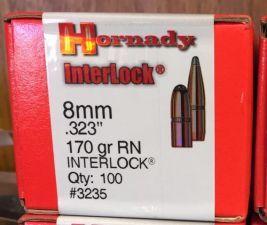 Hornady
InterLock®
8mm
.323"
170 gr RN
INTERLOCK®
Qty: 100
#3235